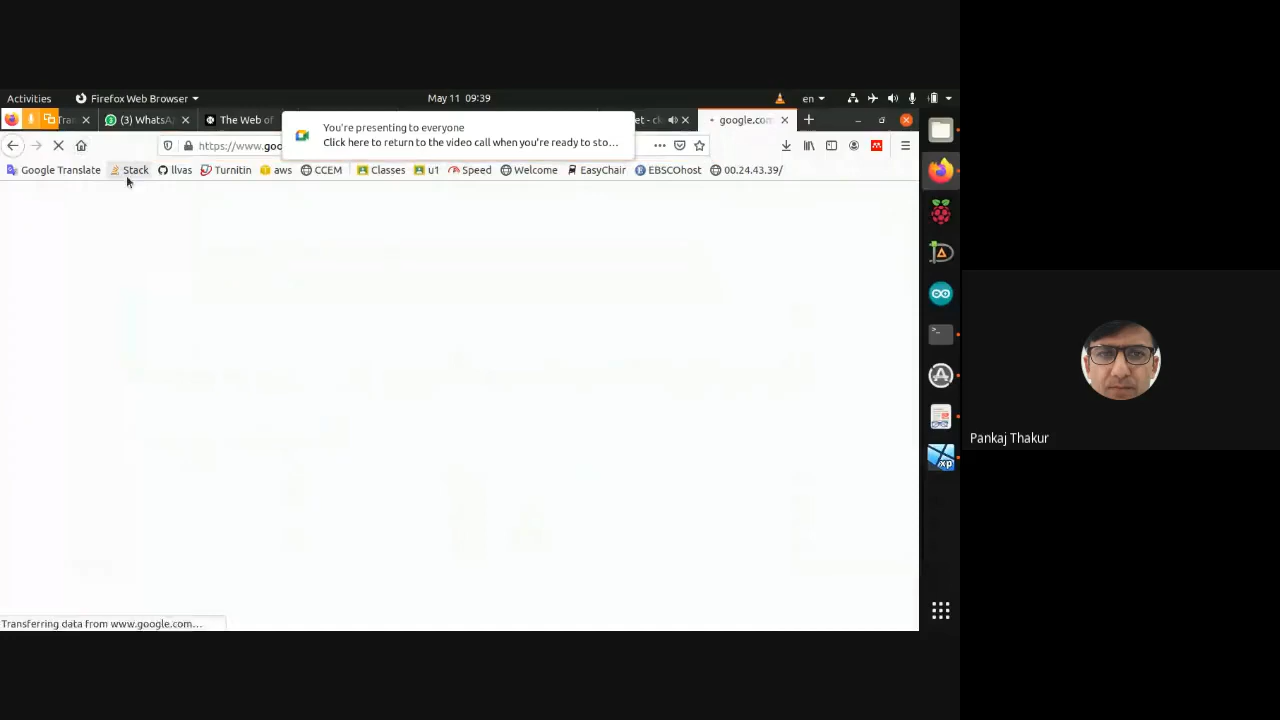 Activities
Firefox Web Browser
May 11 09:39
en
(3) WhatsA
The Web of
et - ck
google.com
You're presenting to everyone
Click here to return to the video call when you're ready to sto...
https://www.goo
Google Translate
Stack
llvas
Turnitin
aws
CCEM
Classes
u1
Speed
Welcome
EasyChair
EBSCOhost
00.24.43.39/
Pankaj Thakur
Transferring data from www.google.com...